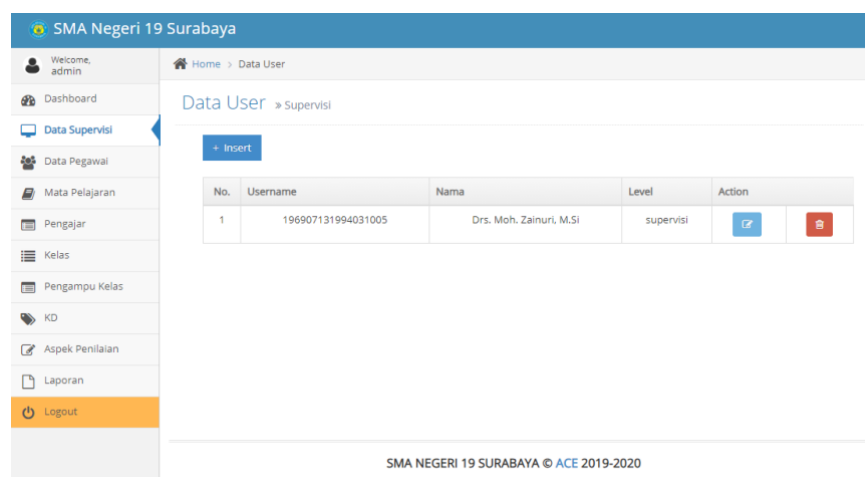 SMA Negeri 19 Surabaya
Welcome,
admin
Home > Data User
Dashboard
Data Supervisi
Data Pegawai
Mata Pelajaran
Pengajar
Kelas
Pengampu Kelas
KD
Aspek Penilaian
Laporan
Logout
Data User » Supervisi
+ Insert
No. Username Nama Level Action
1 196907131994031005 Drs. Moh. Zainuri, M.Si supervisi
SMA NEGERI 19 SURABAYA © ACE 2019-2020